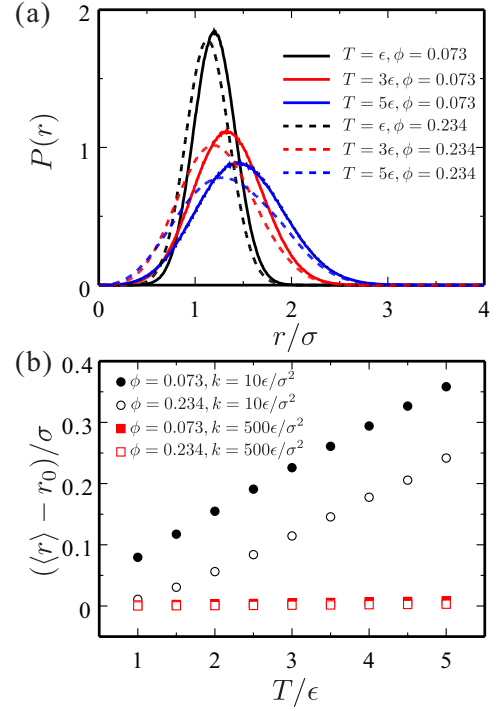 (a)
2
1
0
P(r)
T = ϵ, ϕ = 0.073
T = 3ϵ, ϕ = 0.073
T = 5ϵ, ϕ = 0.073
T = ϵ, ϕ = 0.234
T = 3ϵ, ϕ = 0.234
T = 5ϵ, ϕ = 0.234
0 1 2 3 4
r/σ
(b)
0.4
0.3
0.2
0.1
0
(⟨r⟩ − r₀)/σ
ϕ = 0.073, k = 10ϵ/σ²
ϕ = 0.234, k = 10ϵ/σ²
ϕ = 0.073, k = 500ϵ/σ²
ϕ = 0.234, k = 500ϵ/σ²
1 2 3 4 5
T/ϵ